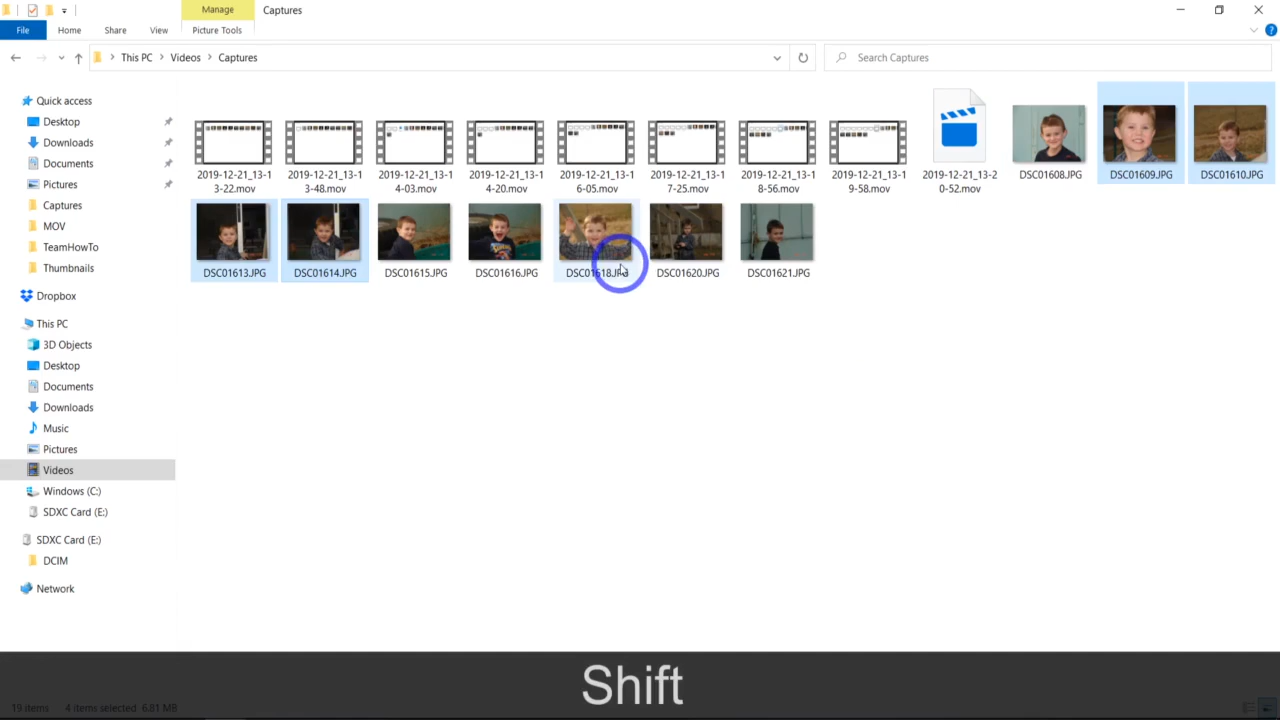 Manage
Captures
File
Home
Share
View
Picture Tools
This PC
Videos
Captures
Search Captures
Quick access
Desktop
Downloads
Documents
Pictures
Captures
MOV
TeamHowTo
Thumbnails
Dropbox
This PC
3D Objects
Desktop
Documents
Downloads
Music
Pictures
Videos
Windows (C:)
SDXC Card (E:)
SDXC Card (E:)
DCIM
Network
2019-12-21_13-1
3-22.mov
2019-12-21_13-1
3-48.mov
2019-12-21_13-1
4-03.mov
2019-12-21_13-1
4-20.mov
2019-12-21_13-1
6-05.mov
2019-12-21_13-1
7-25.mov
2019-12-21_13-1
8-56.mov
2019-12-21_13-1
9-58.mov
2019-12-21_13-2
0-52.mov
DSC01608.JPG
DSC01609.JPG
DSC01610.JPG
DSC01613.JPG
DSC01614.JPG
DSC01615.JPG
DSC01616.JPG
DSC01618.JPG
DSC01620.JPG
DSC01621.JPG
Shift
19 items
4 items selected 6.81 MB